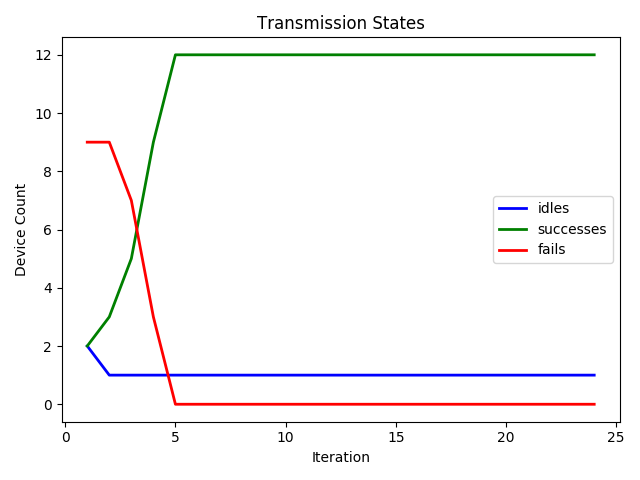 Transmission States
12
10
8
6
4
2
0
Device Count
idles
successes
fails
0 5 10 15 20 25
Iteration